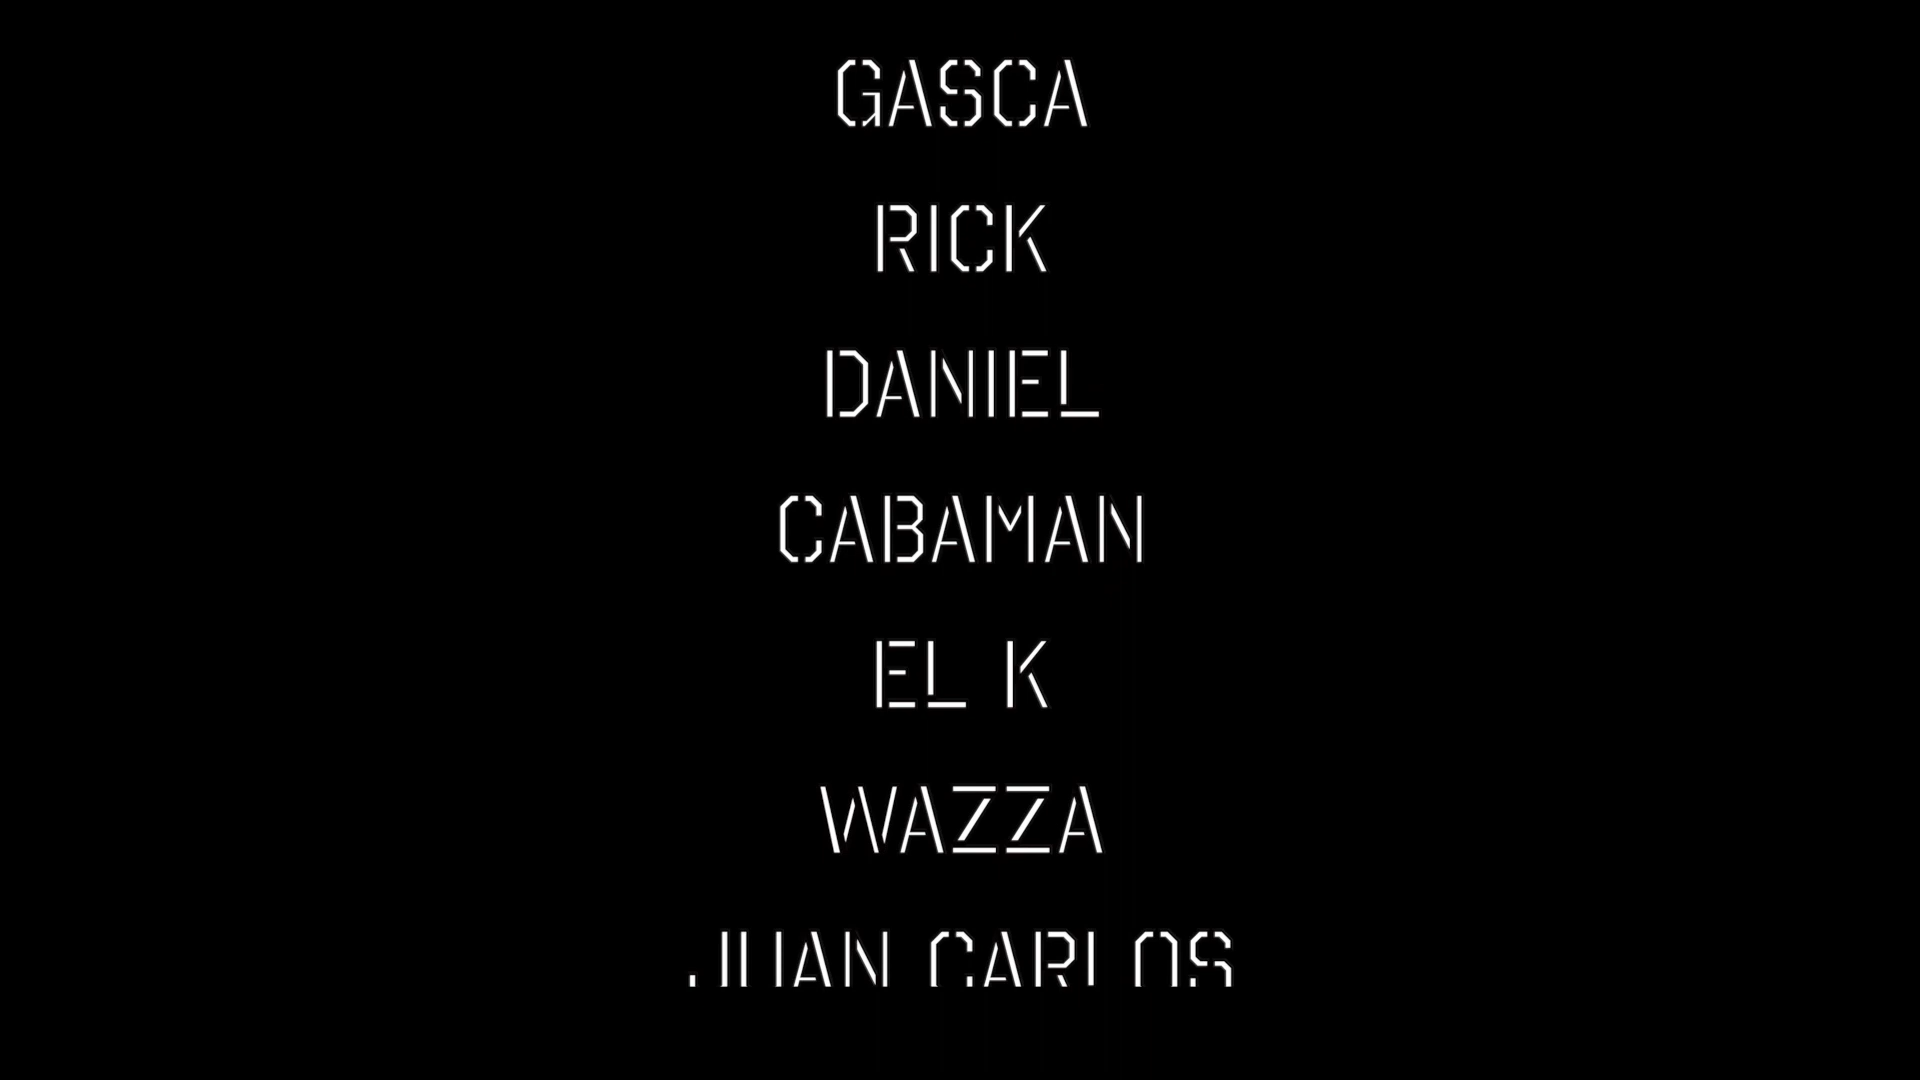 GASCA
RICK
DANIEL
CABAMAN
EL K
WAZZA
JUAN CARLOS